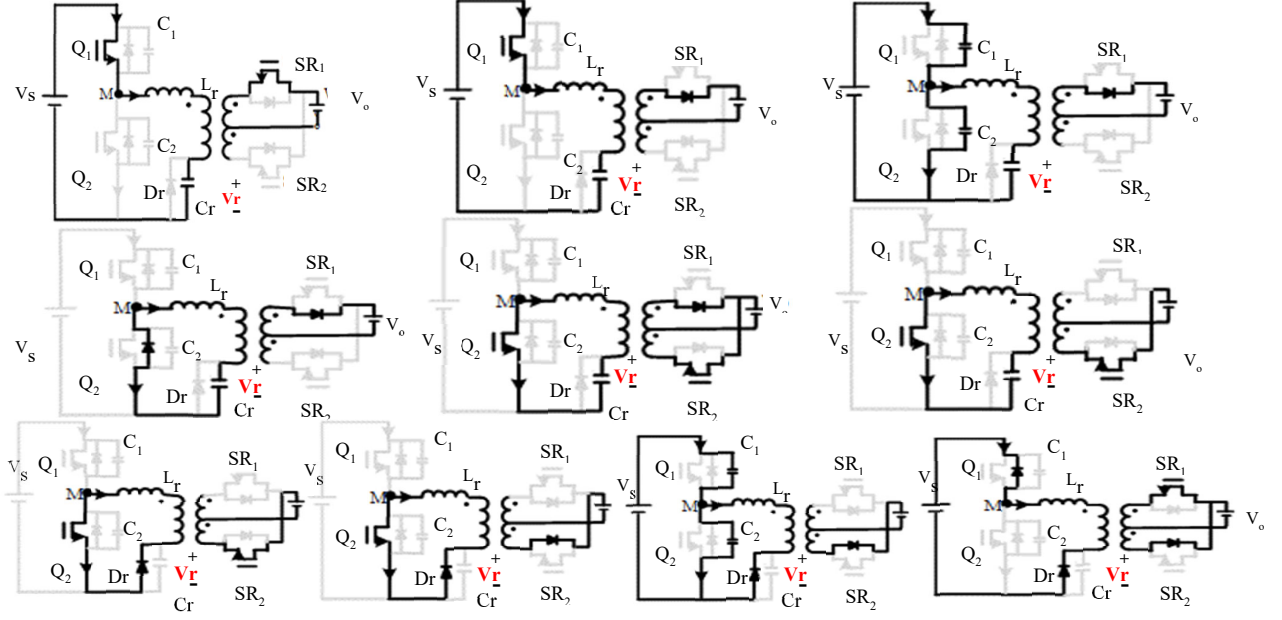 C1
Q1
Lr
SR1
Vs
M
Vo
C2
Q2
Dr
+
Vr
-
SR2
Cr
Q1
C1
Lr
SR1
Vs
M
Vo
C2
Q2
Dr
+
Vr
-
Cr
SR2
Q1
C1
Lr
SR1
Vs
M
Vo
C2
Q2
Dr
+
Vr
-
Cr
SR2
Q1
C1
Lr
SR1
M
Vo
Vs
C2
Q2
Dr
+
Vr
-
Cr
SR2
Q1
C1
Lr
SR1
M
Vs
Q2
C2
Dr
+
Vr
-
Cr
SR2
Q1
C1
Lr
SR1
M
Vs
Q2
C2
Vo
Dr
+
Vr
-
Cr
SR2
Vs
Q1
C1
Lr
SR1
M
C2
Q2
Dr
+
Vr
-
Cr
SR2
Q1
C1
Vs
Lr
SR1
M
Q2
C2
Dr
+
Vr
-
Cr
SR2
C1
Q1
Vs
Lr
SR1
M
C2
Q2
Dr
+
Vr
-
Cr
SR2
C1
Q1
Vs
Lr
SR1
M
Vo
C2
Q2
Dr
+
Vr
-
Cr
SR2